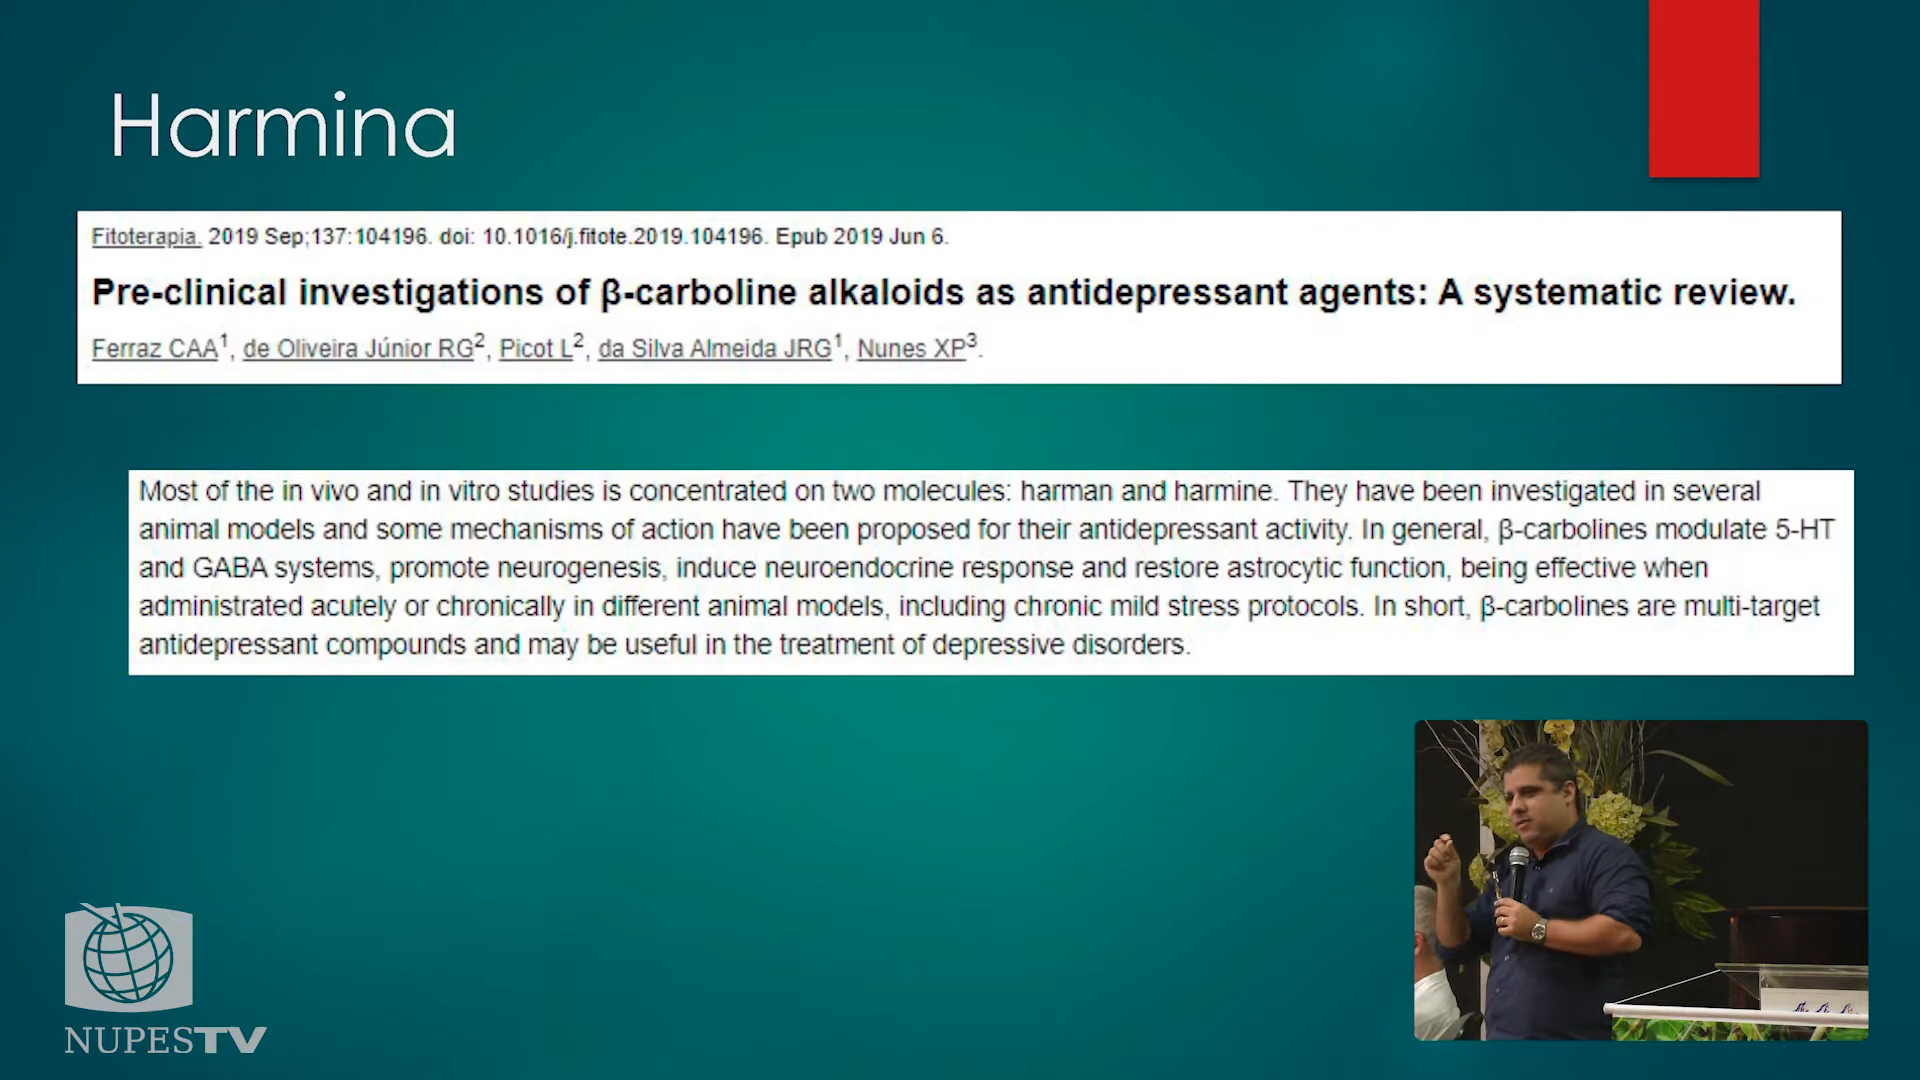 Harmina
Fitoterapia. 2019 Sep;137:104196. doi: 10.1016/j.fitote.2019.104196. Epub 2019 Jun 6.
Pre-clinical investigations of β-carboline alkaloids as antidepressant agents: A systematic review.
Ferraz CAA1, de Oliveira Júnior RG2, Picot L2, da Silva Almeida JRG1, Nunes XP3.
Most of the in vivo and in vitro studies is concentrated on two molecules: harman and harmine. They have been investigated in several
animal models and some mechanisms of action have been proposed for their antidepressant activity. In general, β-carbolines modulate 5-HT
and GABA systems, promote neurogenesis, induce neuroendocrine response and restore astrocytic function, being effective when
administrated acutely or chronically in different animal models, including chronic mild stress protocols. In short, β-carbolines are multi-target
antidepressant compounds and may be useful in the treatment of depressive disorders.
NUPESTV